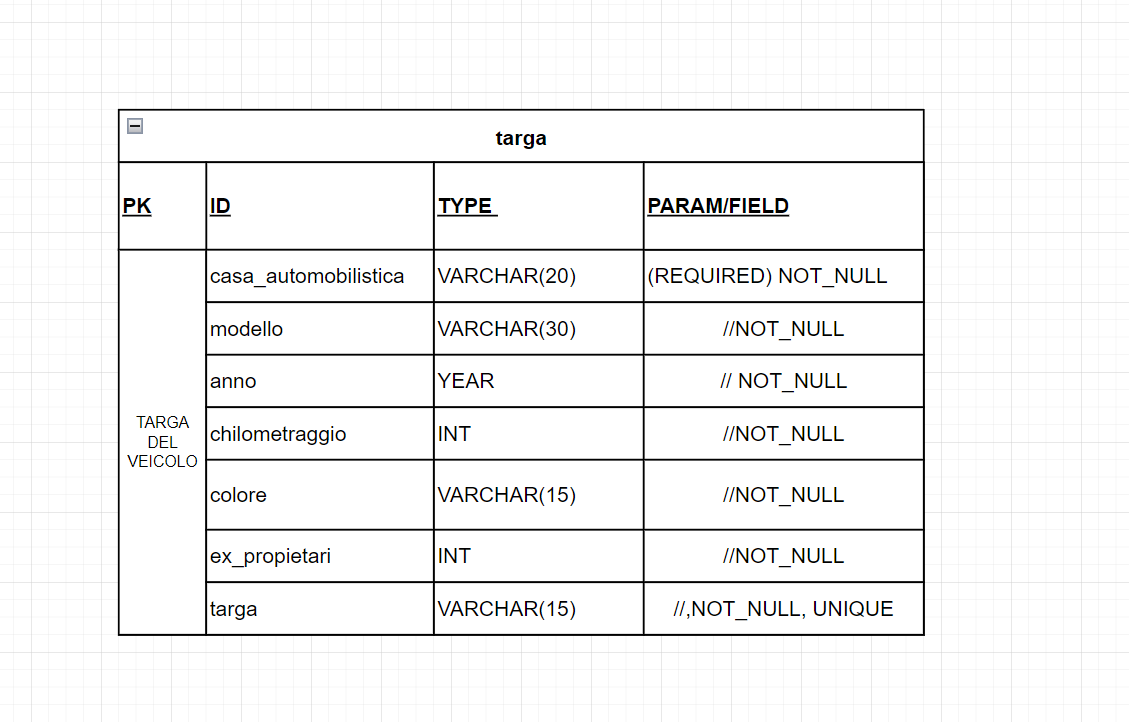 targa
PK ID TYPE PARAM/FIELD
casa_automobilistica VARCHAR(20) (REQUIRED) NOT_NULL
modello VARCHAR(30) //NOT_NULL
anno YEAR // NOT_NULL
TARGA
DEL
VEICOLO
chilometraggio INT //NOT_NULL
colore VARCHAR(15) //NOT_NULL
ex_propietari INT //NOT_NULL
targa VARCHAR(15) //,NOT_NULL, UNIQUE